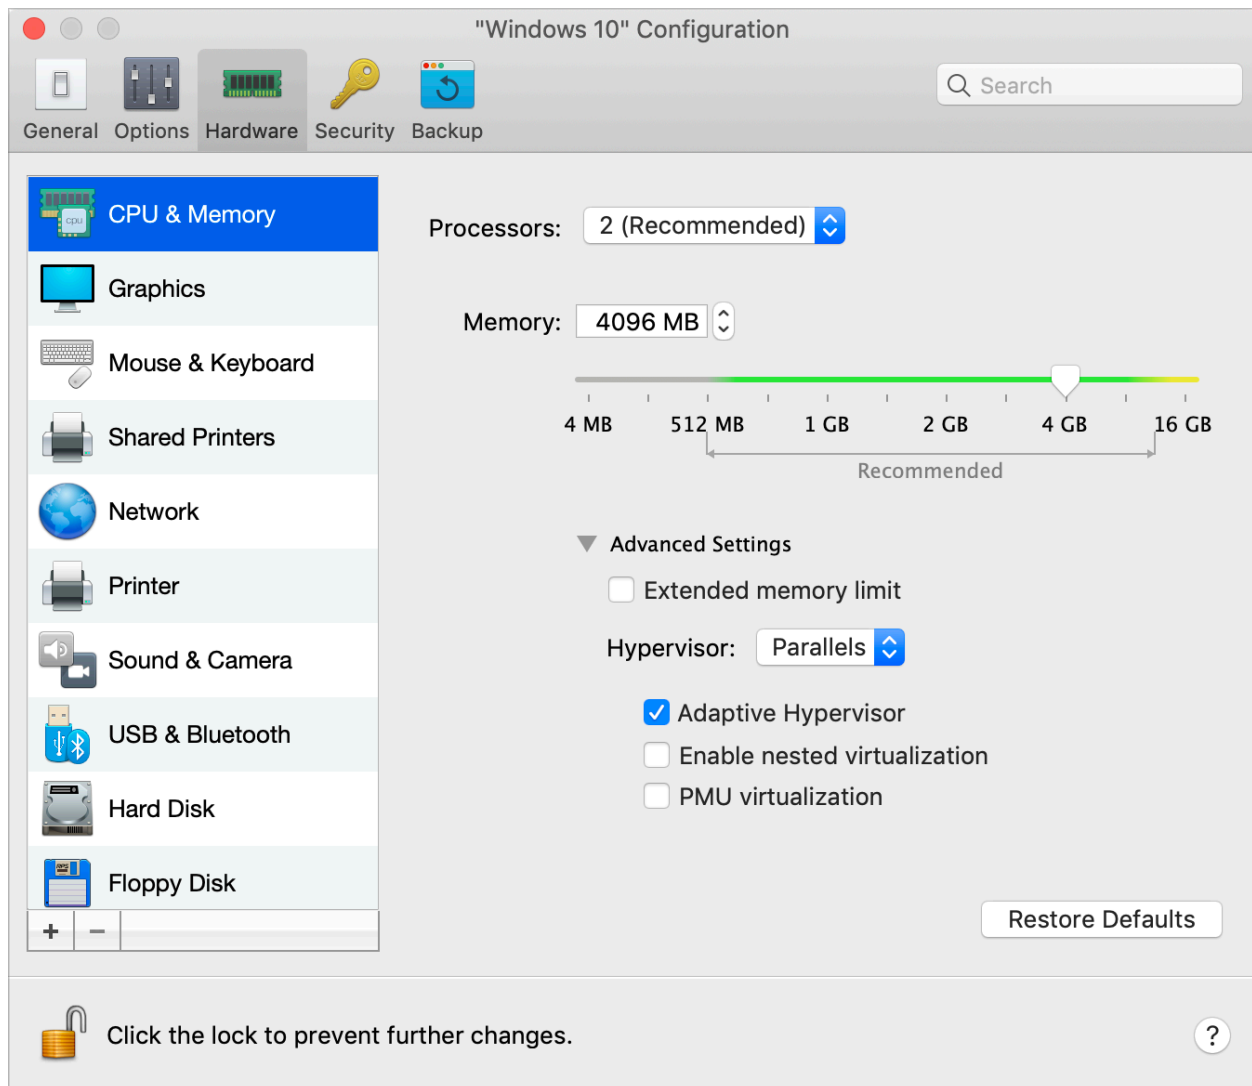 "Windows 10" Configuration
General Options Hardware Security Backup
Search
CPU & Memory
Graphics
Mouse & Keyboard
Shared Printers
Network
Printer
Sound & Camera
USB & Bluetooth
Hard Disk
Floppy Disk
+ −
Processors: 2 (Recommended)
Memory: 4096 MB
4 MB 512 MB 1 GB 2 GB 4 GB 16 GB
Recommended
Advanced Settings
Extended memory limit
Hypervisor: Parallels
Adaptive Hypervisor
Enable nested virtualization
PMU virtualization
Restore Defaults
Click the lock to prevent further changes.
?